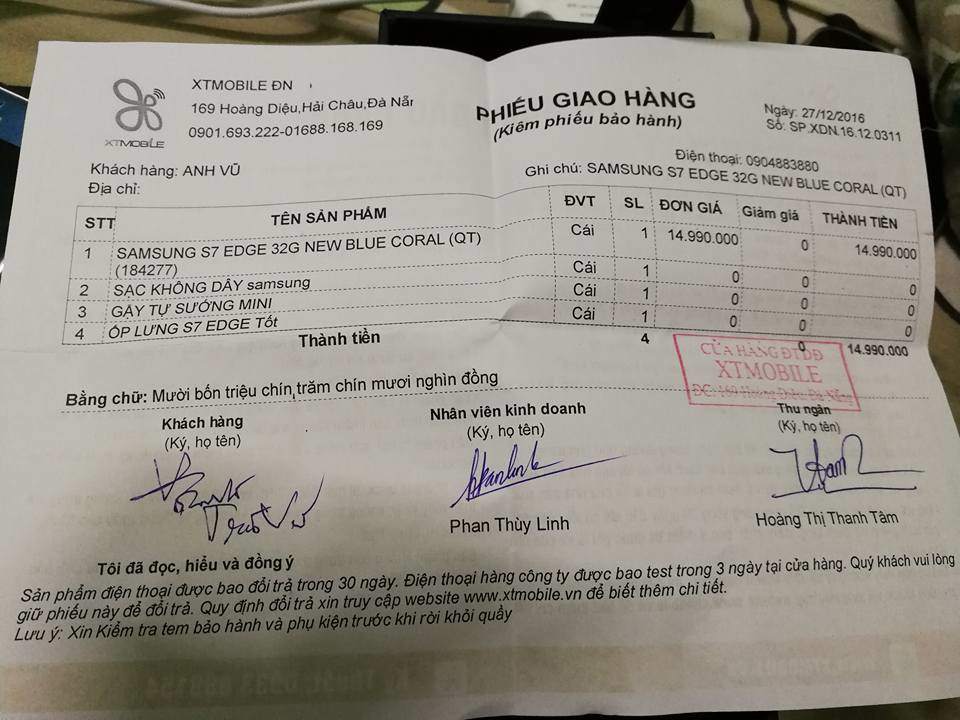 XTMOBILE ĐN
169 Hoàng Diệu,Hải Châu,Đà Nẵng
0901.693.222-01688.168.169
XTMOBILE
PHIẾU GIAO HÀNG
(Kiêm phiếu bảo hành)
Ngày: 27/12/2016
Số: SP.XDN.16.12.0311
Khách hàng: ANH VŨ
Điện thoại: 0904883880
Địa chỉ:
Ghi chú: SAMSUNG S7 EDGE 32G NEW BLUE CORAL (QT)
STT TÊN SẢN PHẨM ĐVT SL ĐƠN GIÁ Giảm giá THÀNH TIỀN
1 SAMSUNG S7 EDGE 32G NEW BLUE CORAL (QT) Cái 1 14.990.000 0 14.990.000
(184277)
2 SẠC KHÔNG DÂY samsung Cái 1 0 0 0
3 GẬY TỰ SƯỚNG MINI Cái 1 0 0 0
4 ỐP LƯNG S7 EDGE Tốt Cái 1 0 0 0
Thành tiền 4 0 14.990.000
CỬA HÀNG ĐTDĐ
XTMOBILE
ĐC: 169 Hoàng Diệu, Đà Nẵng
Bằng chữ: Mười bốn triệu chín trăm chín mươi nghìn đồng
Khách hàng
(Ký, họ tên)
Nhân viên kinh doanh
(Ký, họ tên)
Thu ngân
(Ký, họ tên)
Phan Thùy Linh
Hoàng Thị Thanh Tâm
Tôi đã đọc, hiểu và đồng ý
Sản phẩm điện thoại được bao đổi trả trong 30 ngày. Điện thoại hàng công ty được bao test trong 3 ngày tại cửa hàng. Quý khách vui lòng
giữ phiếu này để đổi trả. Quy định đổi trả xin truy cập website www.xtmobile.vn để biết thêm chi tiết.
Lưu ý: Xin Kiểm tra tem bảo hành và phụ kiện trước khi rời khỏi quầy